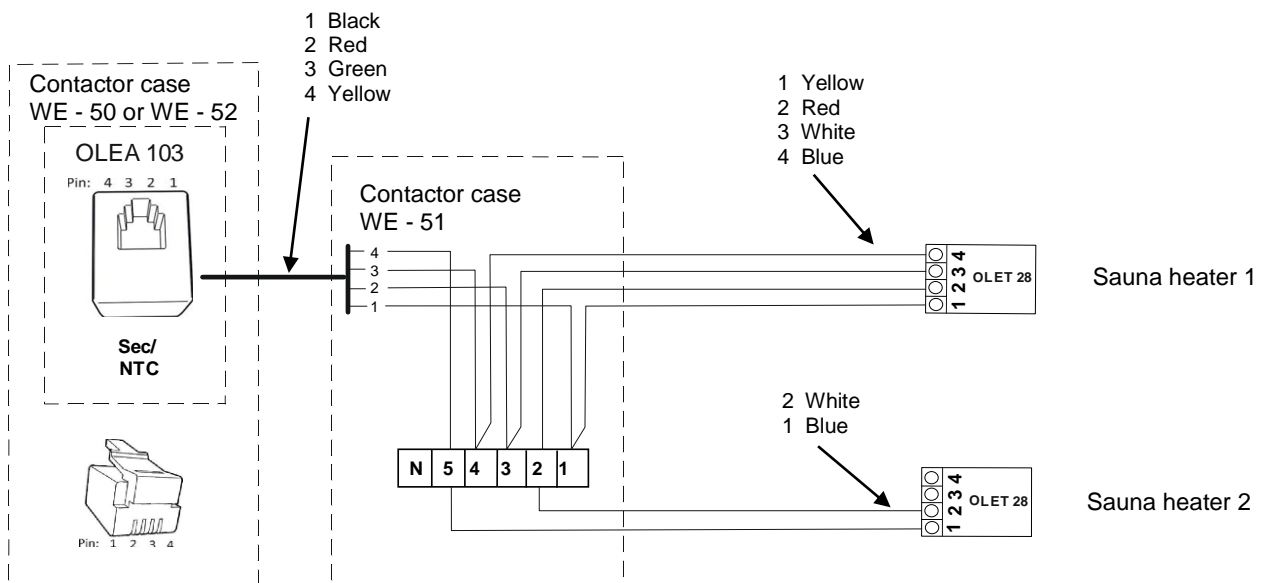 1 Black
2 Red
3 Green
4 Yellow
Contactor case
WE - 50 or WE - 52
OLEA 103
Pin: 4 3 2 1
Sec/
NTC
Pin: 1 2 3 4
Contactor case
WE - 51
4
3
2
1
N 5 4 3 2 1
1 Yellow
2 Red
3 White
4 Blue
1 2 3 4
OLET 28
Sauna heater 1
2 White
1 Blue
1 2 3 4
OLET 28
Sauna heater 2